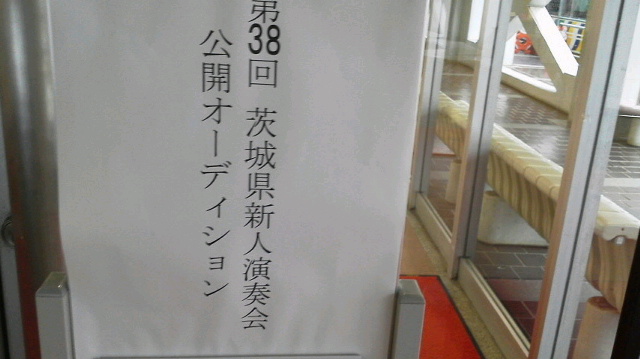 第38回 茨城県新人演奏会
公開オーディション